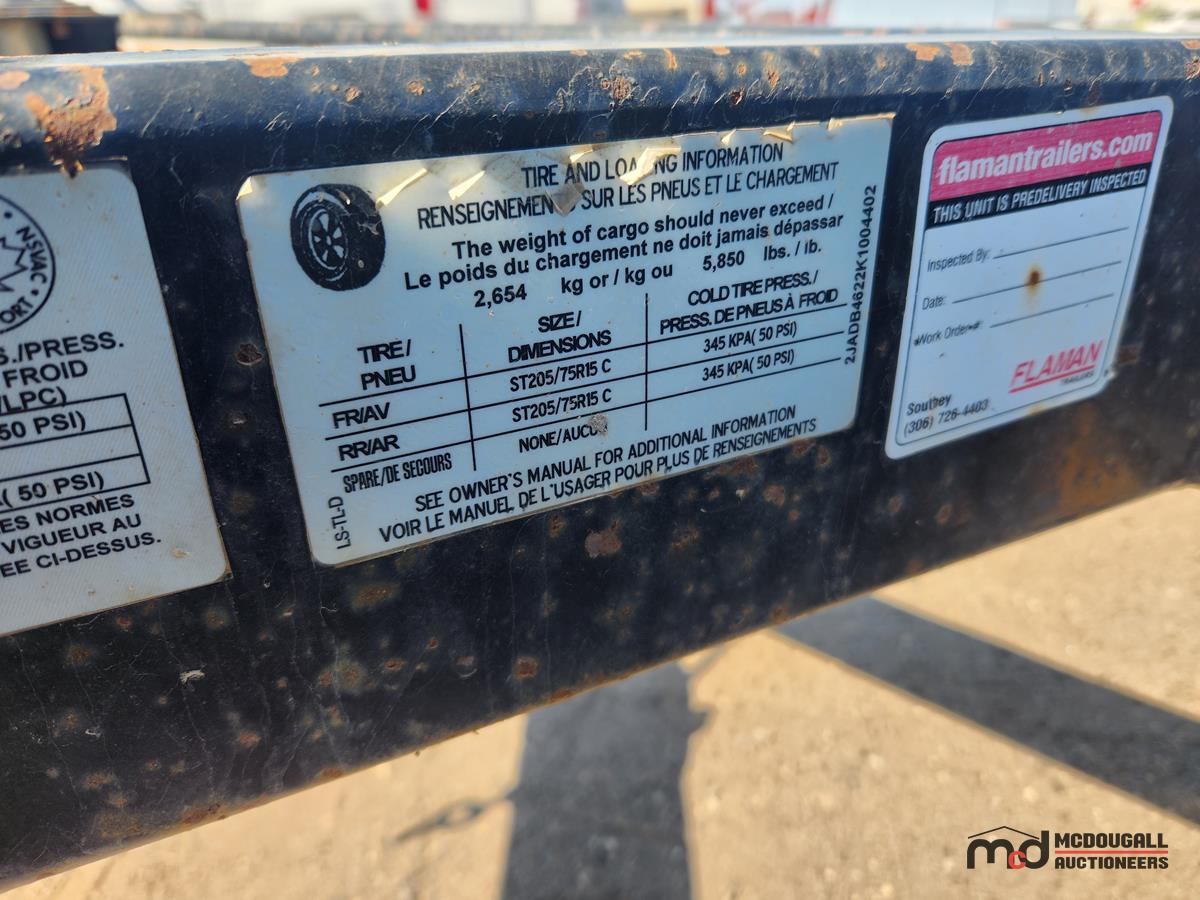 NSVAC
ORT
S./PRESS.
FROID
/LPC)
50 PSI)
( 50 PSI)
ES NORMES
VIGUEUR AU
EE CI-DESSUS.
TIRE AND LOA NG INFORMATION
RENSEIGNEMEN SUR LES PNEUS ET LE CHARGEMENT
The weight of cargo should never exceed /
Le poids du chargement ne doit jamais dépassar
2,654 kg or / kg ou 5,850 lbs. / lb.
TIRE/ PNEU
SIZE/ DIMENSIONS
COLD TIRE PRESS./ PRESS. DE PNEUS À FROID
FR/AV ST205/75R15 C 345 KPA( 50 PSI)
RR/AR ST205/75R15 C 345 KPA( 50 PSI)
SPARE/DE SECOURS NONE/AUCU
SEE OWNER'S MANUAL FOR ADDITIONAL INFORMATION
VOIR LE MANUEL DE L'USAGER POUR PLUS DE RENSEIGNEMENTS
LS-TL-D
2JADB4622K1004402
flamantrailers.com
THIS UNIT IS PREDELIVERY INSPECTED
Inspected By:
Date:
Work Order#:
FLAMAN
TRAILERS
Southey
(306) 726-4403
mcd MCDOUGALL
AUCTIONEERS